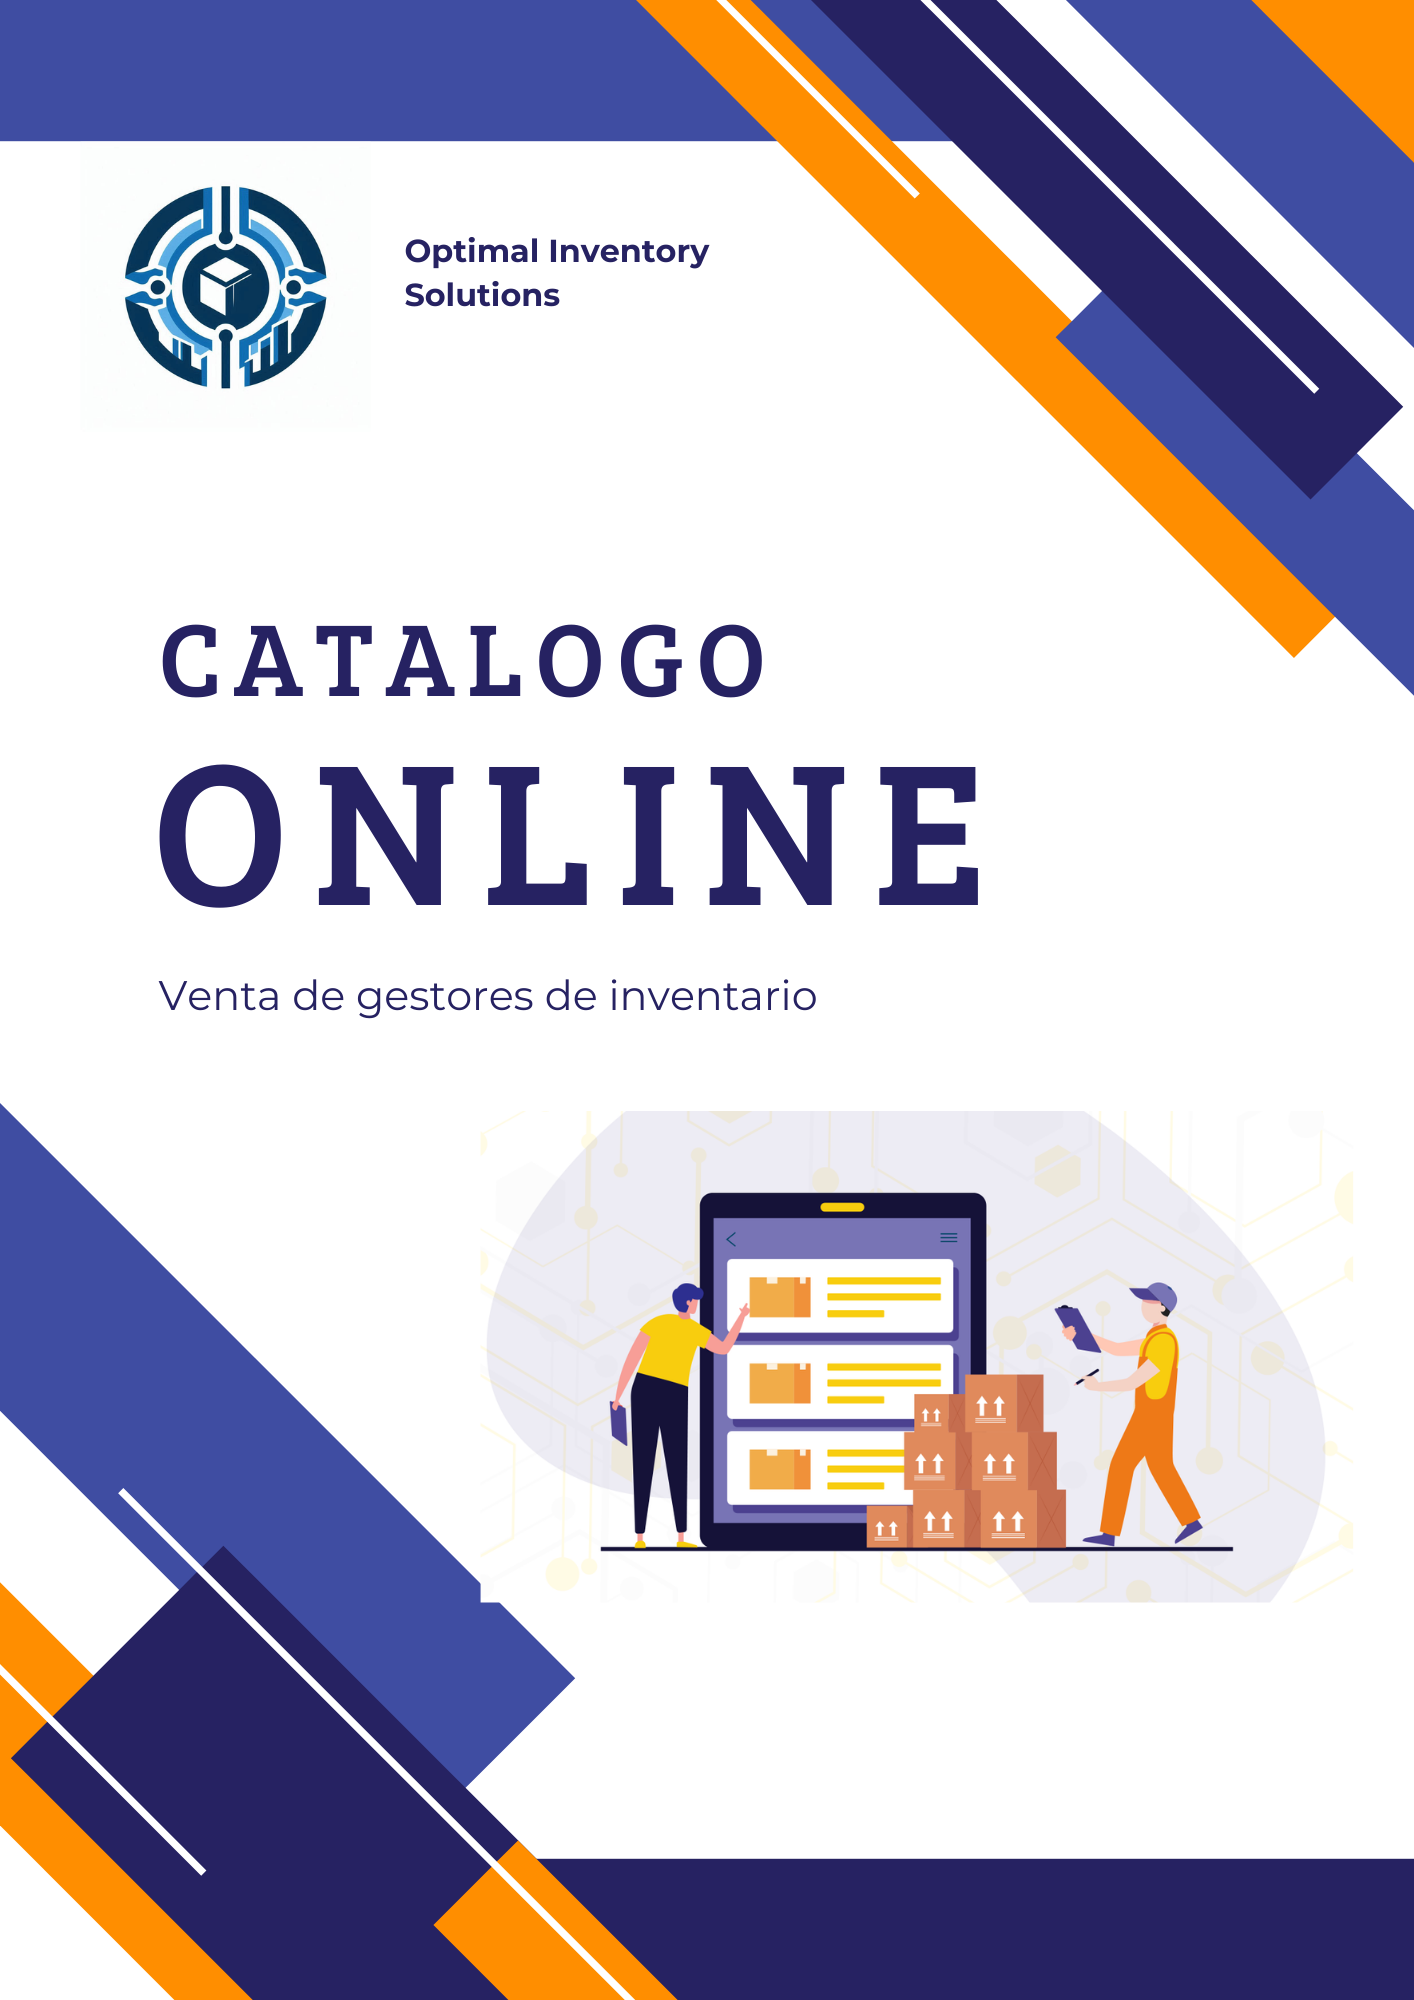 Optimal Inventory
Solutions
CATALOGO
ONLINE
Venta de gestores de inventario